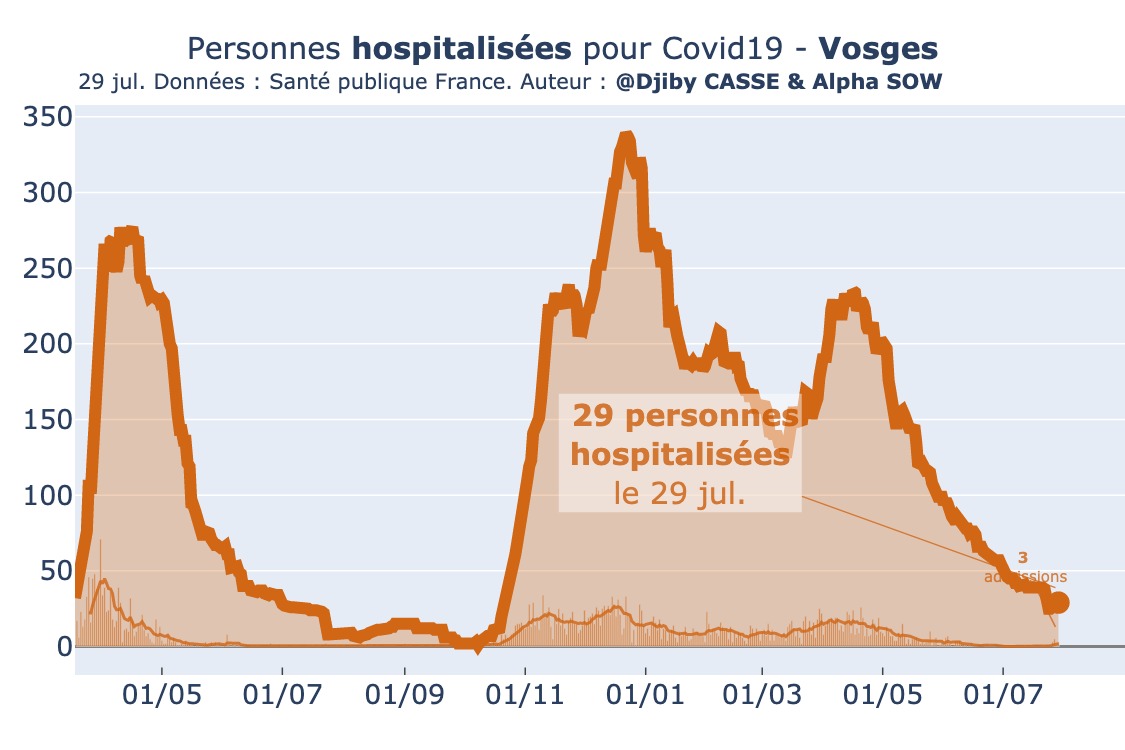 Personnes hospitalisées pour Covid19 - Vosges
29 jul. Données : Santé publique France. Auteur : @Djiby CASSE & Alpha SOW
350
300
250
200
150
100
50
0
29 personnes
hospitalisées
le 29 jul.
3
admissions
01/05
01/07
01/09
01/11
01/01
01/03
01/05
01/07